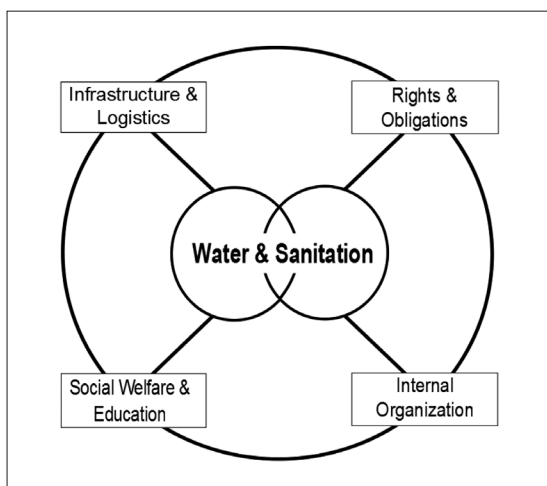 Infrastructure &
Logistics
Rights &
Obligations
Water & Sanitation
Social Welfare &
Education
Internal
Organization